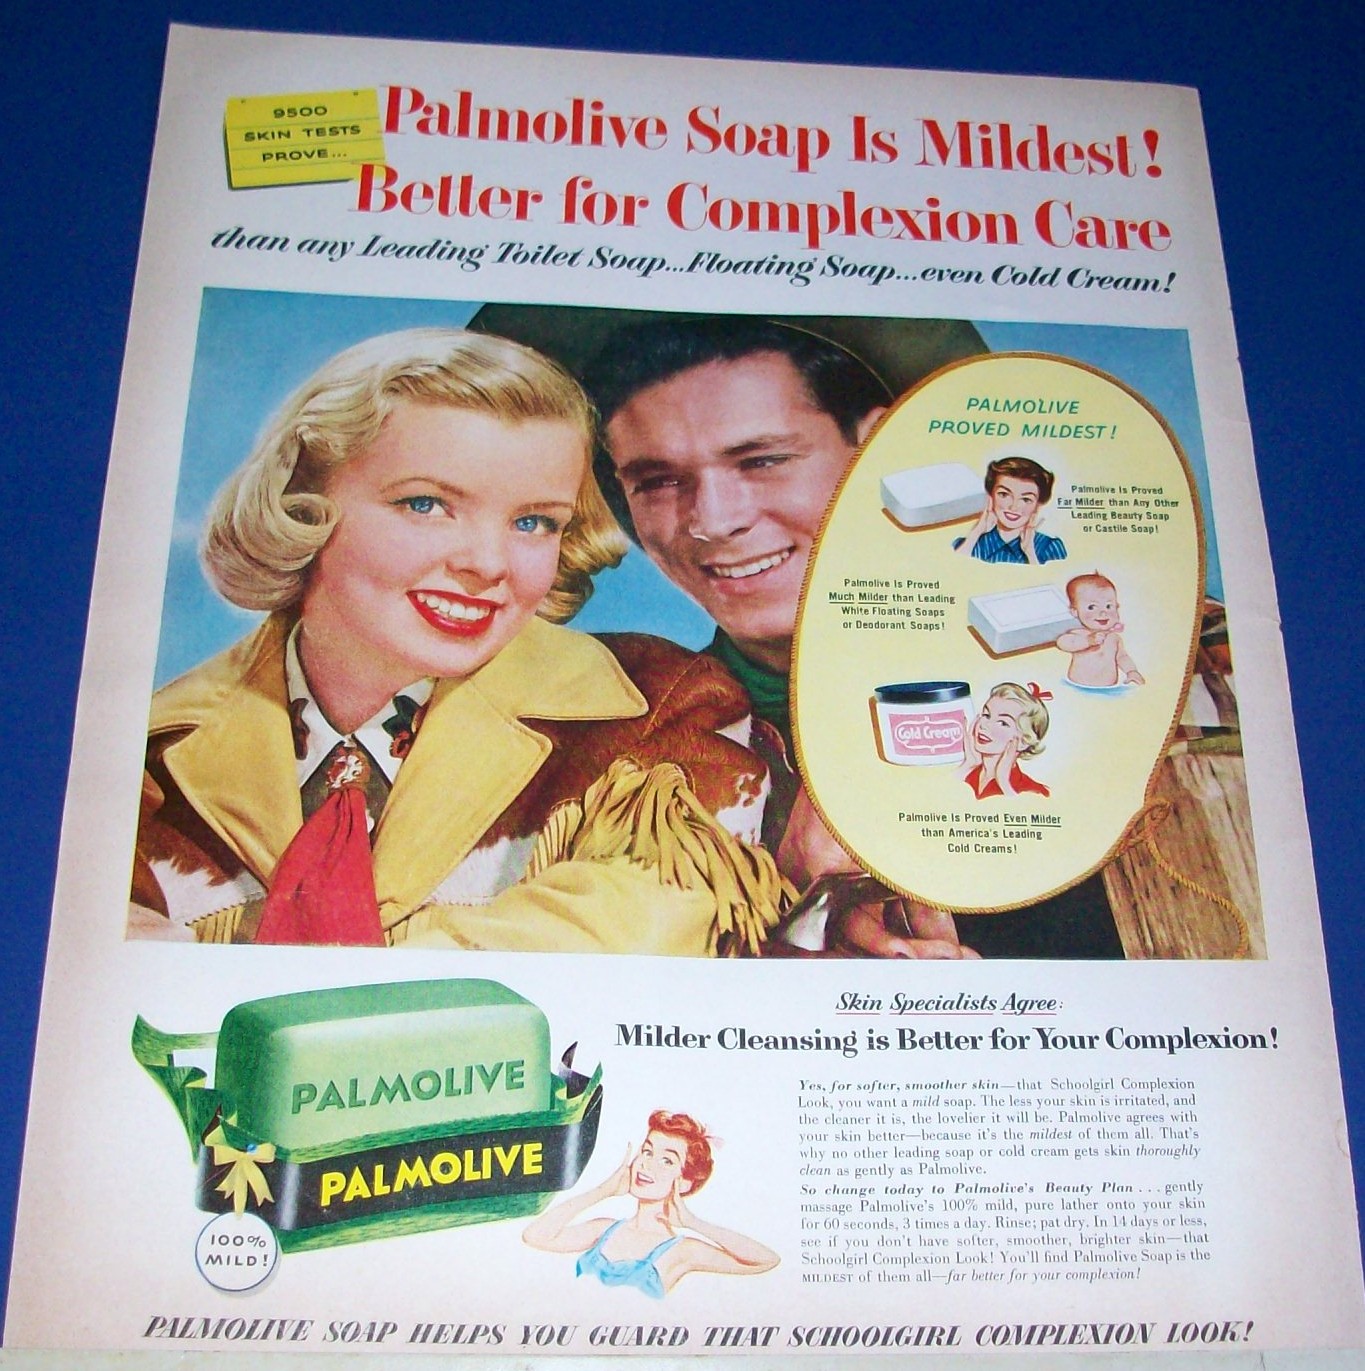 9500
SKIN TESTS
PROVE...
Palmolive Soap Is Mildest!
Better for Complexion Care
than any Leading Toilet Soap...Floating Soap...even Cold Cream!
PALMOLIVE
PROVED MILDEST!
Palmolive Is Proved
Far Milder than Any Other
Leading Beauty Soap
or Castile Soap!
Palmolive Is Proved
Much Milder than Leading
White Floating Soaps
or Deodorant Soaps!
Cold Cream
Palmolive Is Proved Even Milder
than America's Leading
Cold Creams!
PALMOLIVE
PALMOLIVE
100%
MILD!
Skin Specialists Agree:
Milder Cleansing is Better for Your Complexion!
Yes, for softer, smoother skin—that Schoolgirl Complexion
Look, you want a mild soap. The less your skin is irritated, and
the cleaner it is, the lovelier it will be. Palmolive agrees with
your skin better—because it's the mildest of them all. That's
why no other leading soap or cold cream gets skin thoroughly
clean as gently as Palmolive.
So change today to Palmolive's Beauty Plan . . . gently
massage Palmolive's 100% mild, pure lather onto your skin
for 60 seconds, 3 times a day. Rinse; pat dry. In 14 days or less,
see if you don't have softer, smoother, brighter skin—that
Schoolgirl Complexion Look! You'll find Palmolive Soap is the
MILDEST of them all—far better for your complexion!
PALMOLIVE SOAP HELPS YOU GUARD THAT SCHOOLGIRL COMPLEXION LOOK!